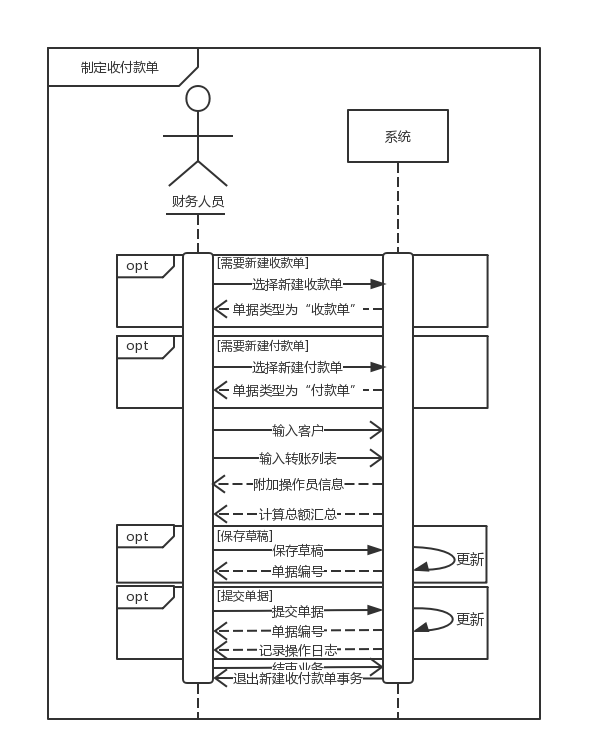 制定收付款单
系统
财务人员
opt
[需要新建收款单]
选择新建收款单
单据类型为“收款单”
opt
[需要新建付款单]
选择新建付款单
单据类型为“付款单”
输入客户
输入转账列表
附加操作员信息
计算总额汇总
opt
[保存草稿]
保存草稿
更新
单据编号
opt
[提交单据]
提交单据
更新
单据编号
记录操作日志
结束业务
退出新建收付款单事务